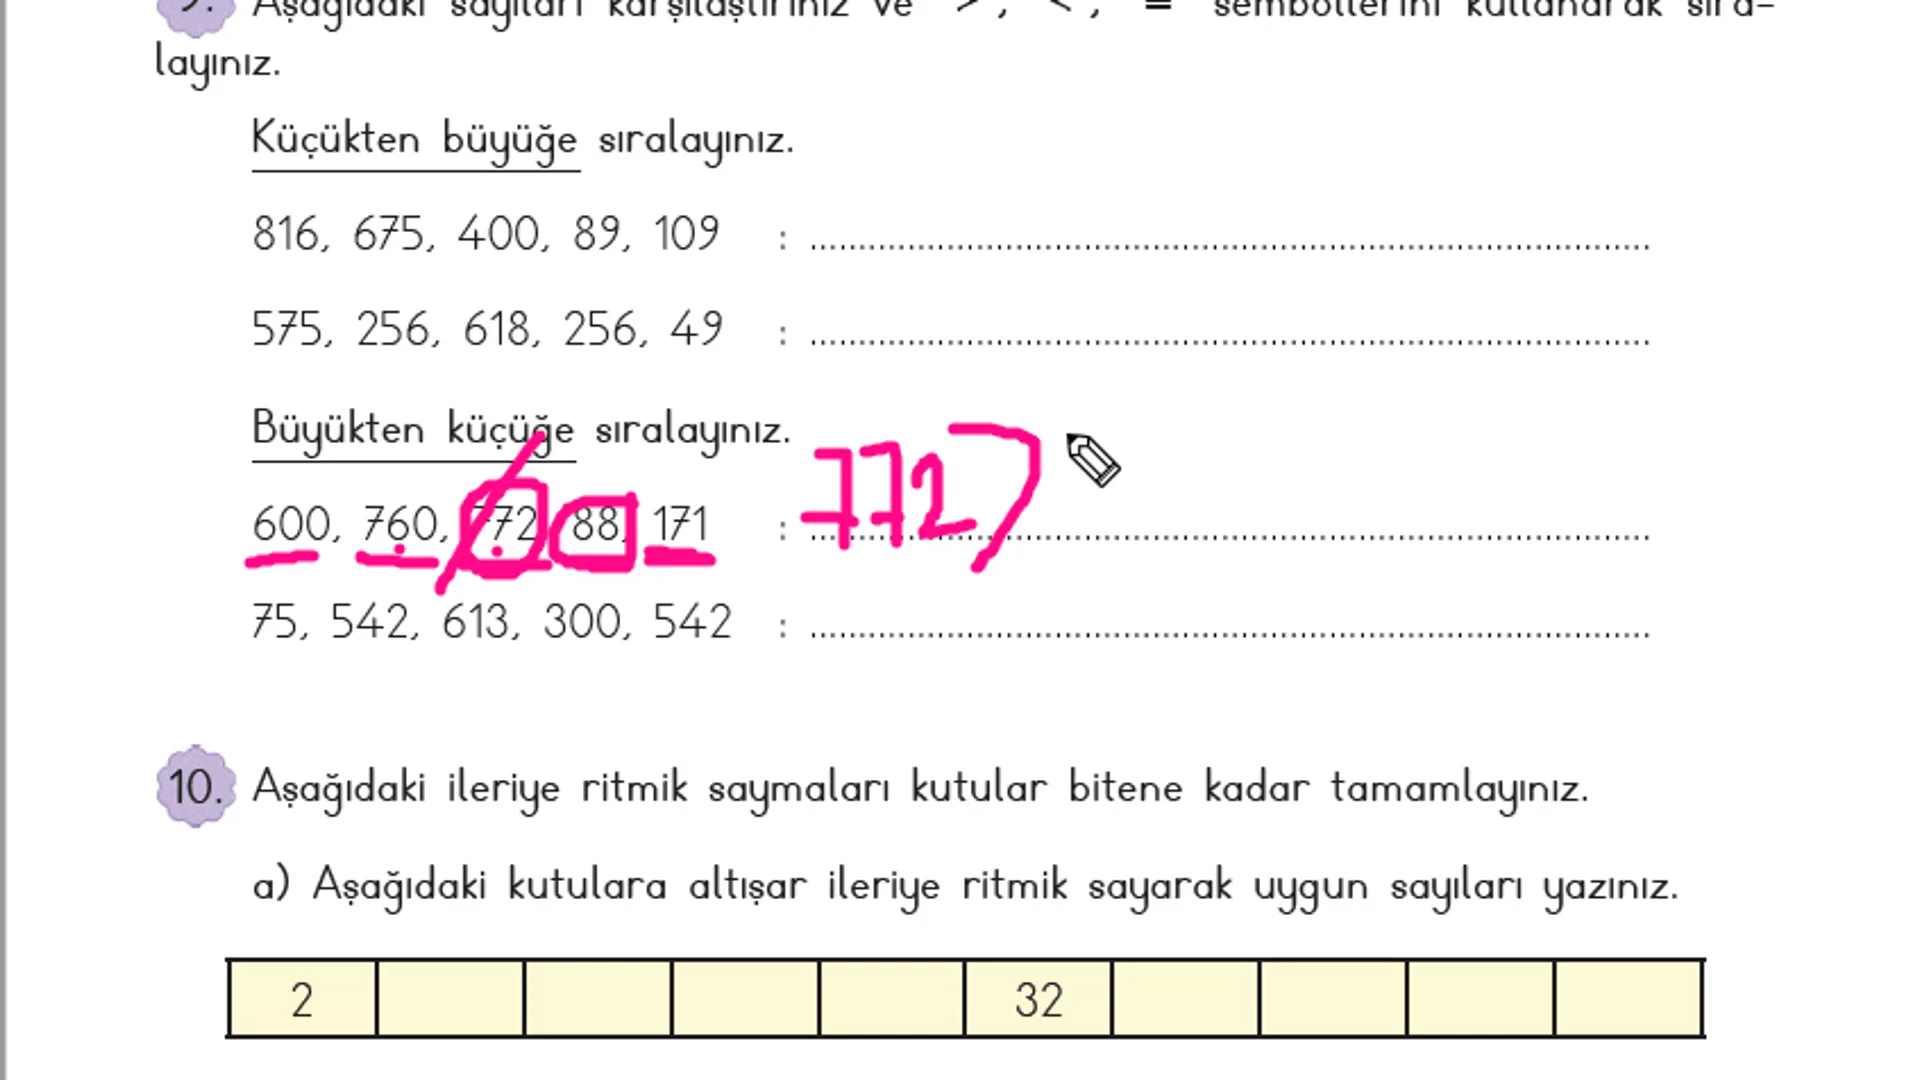 9. Aşağıdaki sayıları karşılaştırınız ve ">", "<", "=" sembollerini kullanarak sıra-
layınız.
Küçükten büyüğe sıralayınız.
816, 675, 400, 89, 109 : ........................................
575, 256, 618, 256, 49 : ........................................
Büyükten küçüğe sıralayınız.
600, 760, 772, 88, 171 : 772 ........................................
75, 542, 613, 300, 542 : ........................................
10. Aşağıdaki ileriye ritmik saymaları kutular bitene kadar tamamlayınız.
a) Aşağıdaki kutulara altışar ileriye ritmik sayarak uygun sayıları yazınız.
2 32